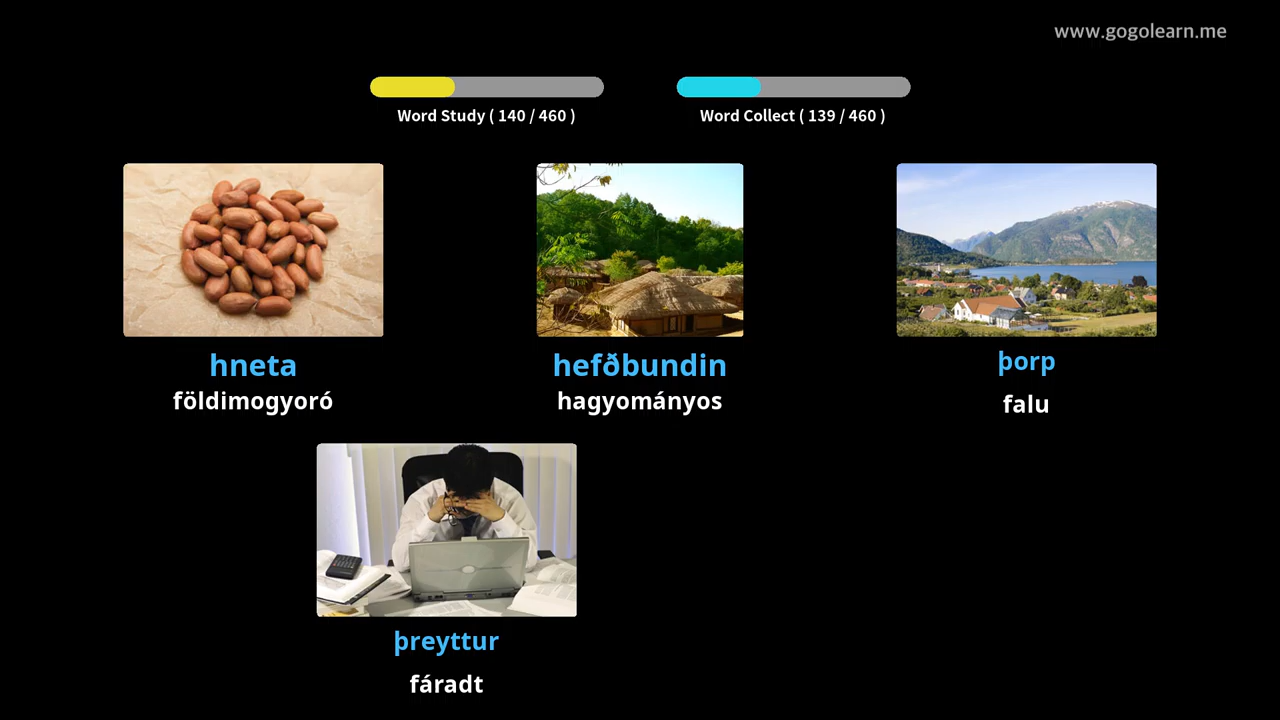 www.gogolearn.me
Word Study ( 140 / 460 )
Word Collect ( 139 / 460 )
hneta
földimogyoró
hefðbundin
hagyományos
þorp
falu
þreyttur
fáradt